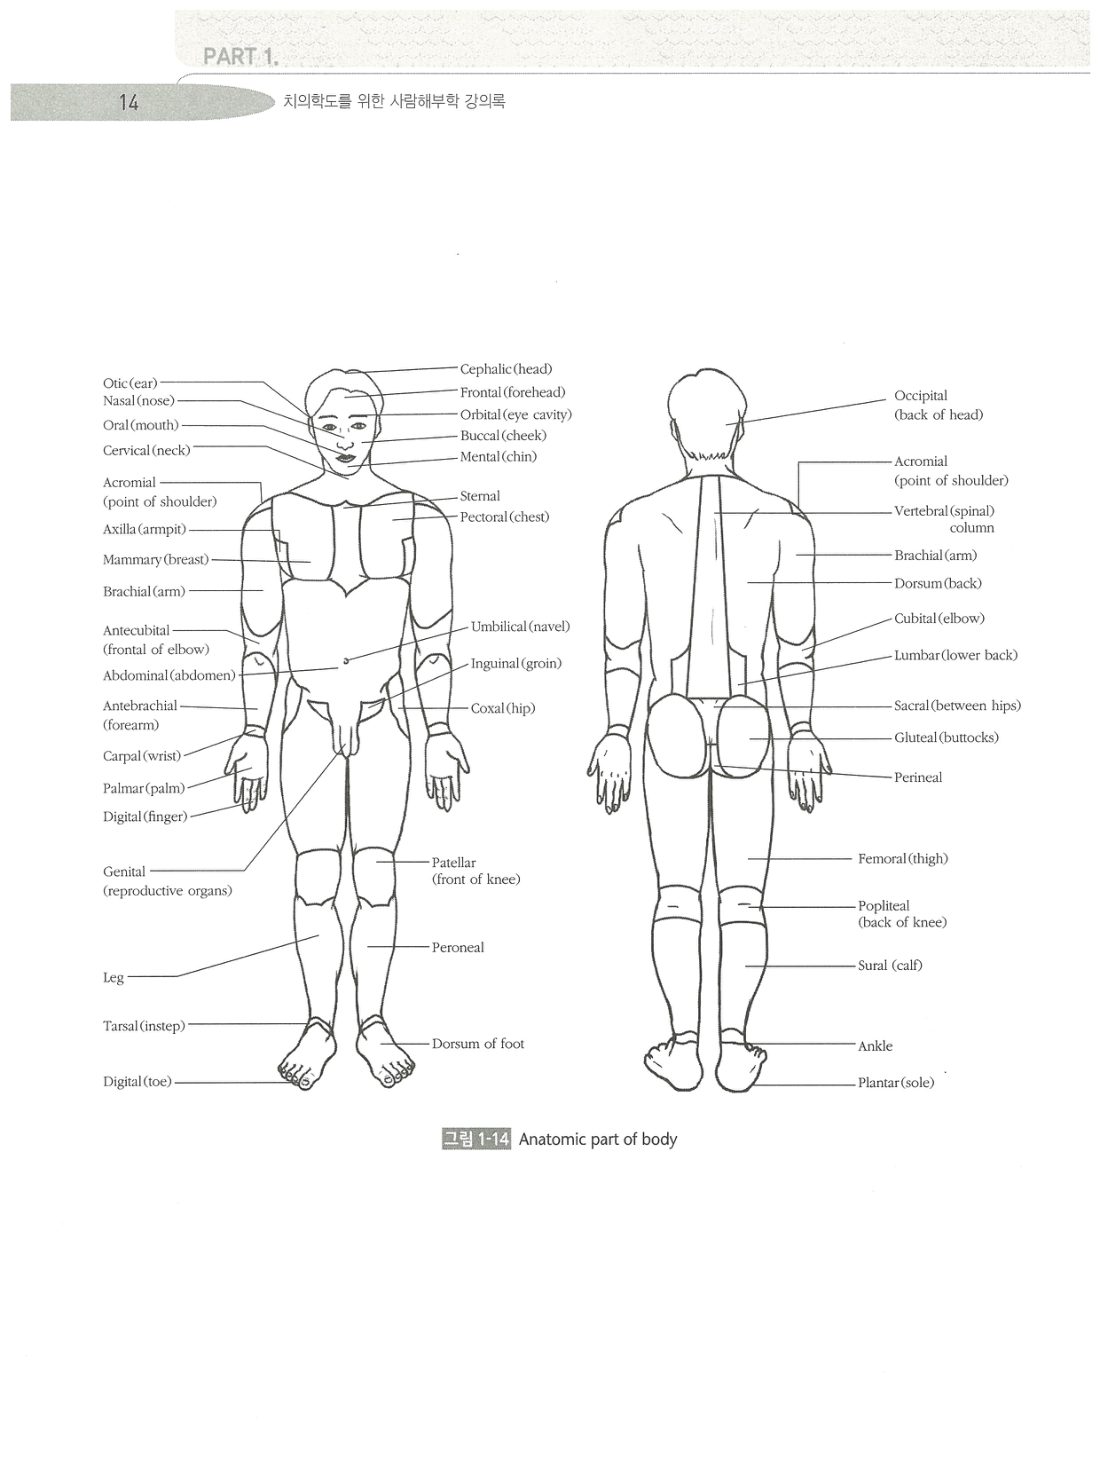 PART 1.
14
치의학도를 위한 사람해부학 강의록
Otic (ear)
Nasal (nose)
Oral (mouth)
Cervical (neck)
Acromial
(point of shoulder)
Axilla (armpit)
Mammary (breast)
Brachial (arm)
Antecubital
(frontal of elbow)
Abdominal (abdomen)
Antebrachial
(forearm)
Carpal (wrist)
Palmar (palm)
Digital (finger)
Genital
(reproductive organs)
Leg
Tarsal (instep)
Digital (toe)
Cephalic (head)
Frontal (forehead)
Orbital (eye cavity)
Buccal (cheek)
Mental (chin)
Sternal
Pectoral (chest)
Umbilical (navel)
Inguinal (groin)
Coxal (hip)
Patellar
(front of knee)
Peroneal
Dorsum of foot
Occipital
(back of head)
Acromial
(point of shoulder)
Vertebral (spinal)
column
Brachial (arm)
Dorsum (back)
Cubital (elbow)
Lumbar (lower back)
Sacral (between hips)
Gluteal (buttocks)
Perineal
Femoral (thigh)
Popliteal
(back of knee)
Sural (calf)
Ankle
Plantar (sole)
그림 1-14 Anatomic part of body